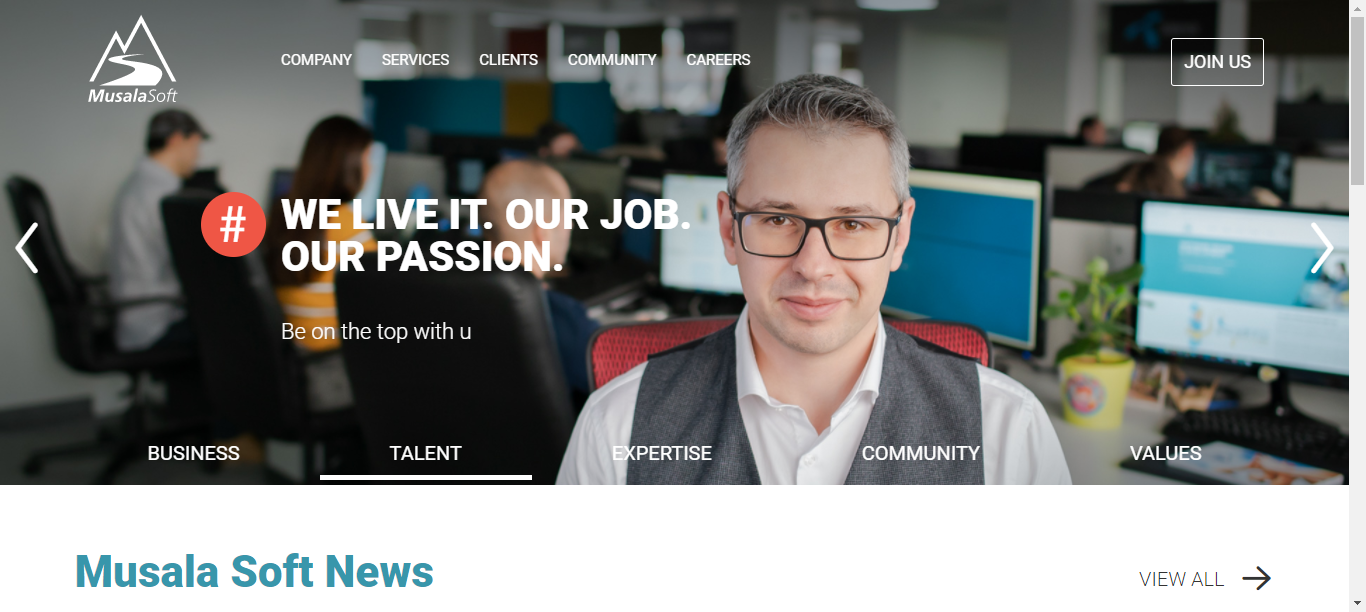 MusalaSoft
COMPANY SERVICES CLIENTS COMMUNITY CAREERS
JOIN US
# WE LIVE IT. OUR JOB.
OUR PASSION.
Be on the top with u
BUSINESS TALENT EXPERTISE COMMUNITY VALUES
Musala Soft News
VIEW ALL